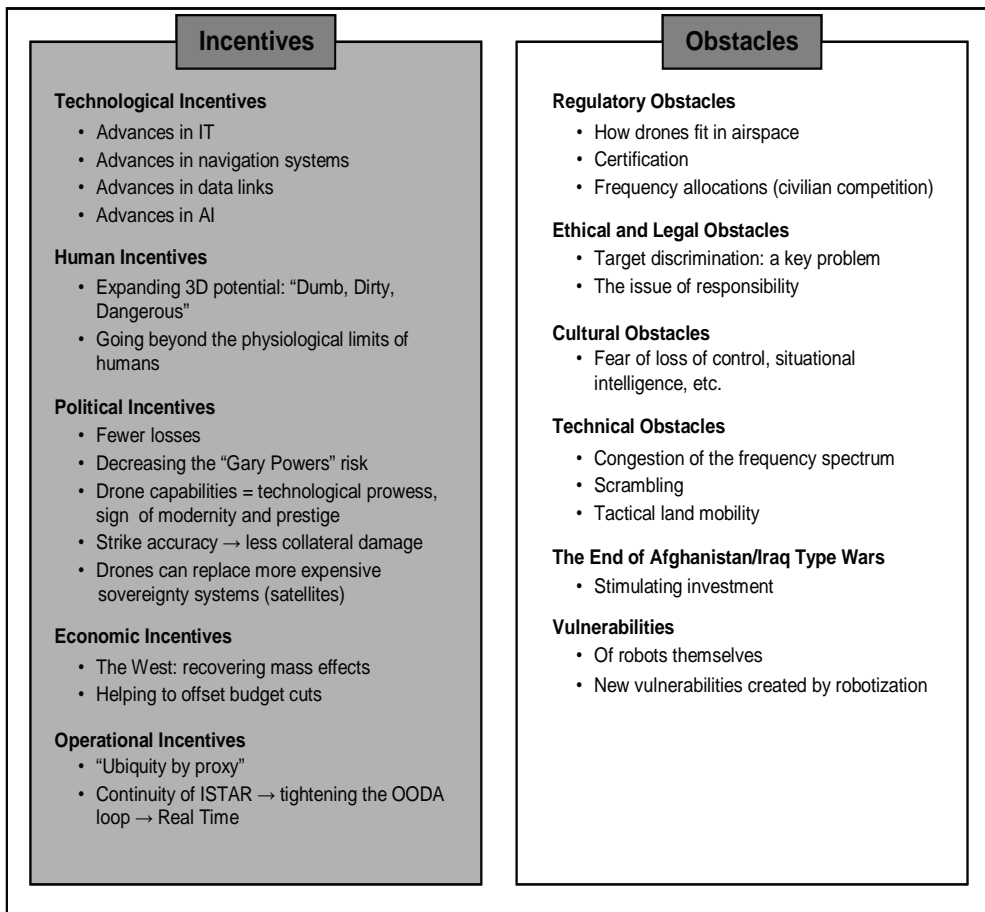 Incentives
Technological Incentives
• Advances in IT
• Advances in navigation systems
• Advances in data links
• Advances in AI
Human Incentives
• Expanding 3D potential: “Dumb, Dirty,
Dangerous”
• Going beyond the physiological limits of
humans
Political Incentives
• Fewer losses
• Decreasing the “Gary Powers” risk
• Drone capabilities = technological prowess,
sign of modernity and prestige
• Strike accuracy → less collateral damage
• Drones can replace more expensive
sovereignty systems (satellites)
Economic Incentives
• The West: recovering mass effects
• Helping to offset budget cuts
Operational Incentives
• “Ubiquity by proxy”
• Continuity of ISTAR → tightening the OODA
loop → Real Time
Obstacles
Regulatory Obstacles
• How drones fit in airspace
• Certification
• Frequency allocations (civilian competition)
Ethical and Legal Obstacles
• Target discrimination: a key problem
• The issue of responsibility
Cultural Obstacles
• Fear of loss of control, situational
intelligence, etc.
Technical Obstacles
• Congestion of the frequency spectrum
• Scrambling
• Tactical land mobility
The End of Afghanistan/Iraq Type Wars
• Stimulating investment
Vulnerabilities
• Of robots themselves
• New vulnerabilities created by robotization